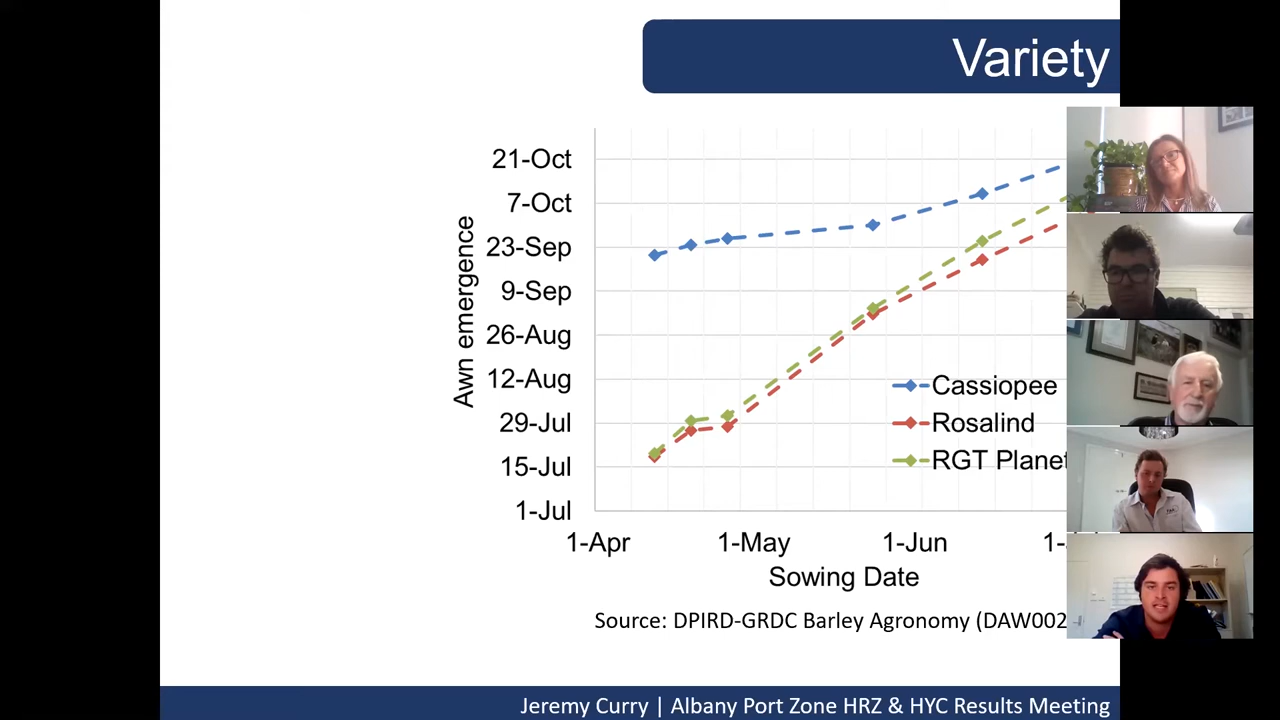 Variety
21-Oct
7-Oct
23-Sep
9-Sep
26-Aug
12-Aug
29-Jul
15-Jul
1-Jul
Awn emergence
Cassiopee
Rosalind
RGT Planet
1-Apr
1-May
1-Jun
Sowing Date
Source: DPIRD-GRDC Barley Agronomy (DAW002
Jeremy Curry | Albany Port Zone HRZ & HYC Results Meeting